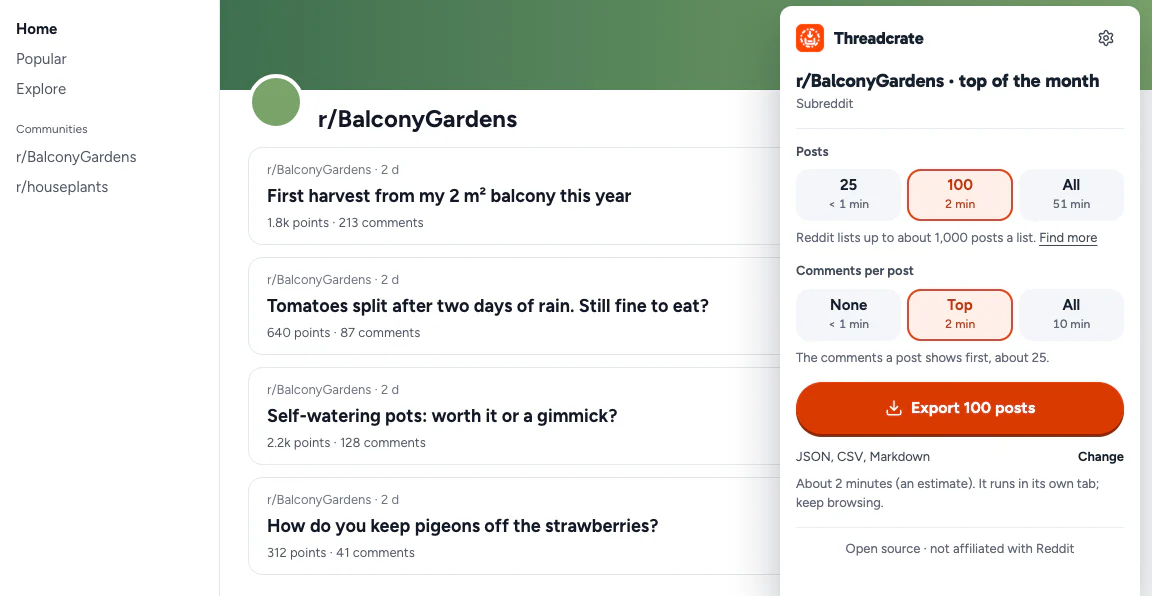 Home
Popular
Explore
Communities
r/BalconyGardens
r/houseplants
r/BalconyGardens
r/BalconyGardens · 2 d
First harvest from my 2 m² balcony this year
1.8k points · 213 comments
r/BalconyGardens · 2 d
Tomatoes split after two days of rain. Still fine to eat?
640 points · 87 comments
r/BalconyGardens · 2 d
Self-watering pots: worth it or a gimmick?
2.2k points · 128 comments
r/BalconyGardens · 2 d
How do you keep pigeons off the strawberries?
312 points · 41 comments
Threadcrate
r/BalconyGardens • top of the month
Subreddit
Posts
25
< 1 min
100
2 min
All
51 min
Reddit lists up to about 1,000 posts a list. Find more
Comments per post
None
< 1 min
Top
2 min
All
10 min
The comments a post shows first, about 25.
Export 100 posts
JSON, CSV, Markdown
Change
About 2 minutes (an estimate). It runs in its own tab;
keep browsing.
Open source · not affiliated with Reddit